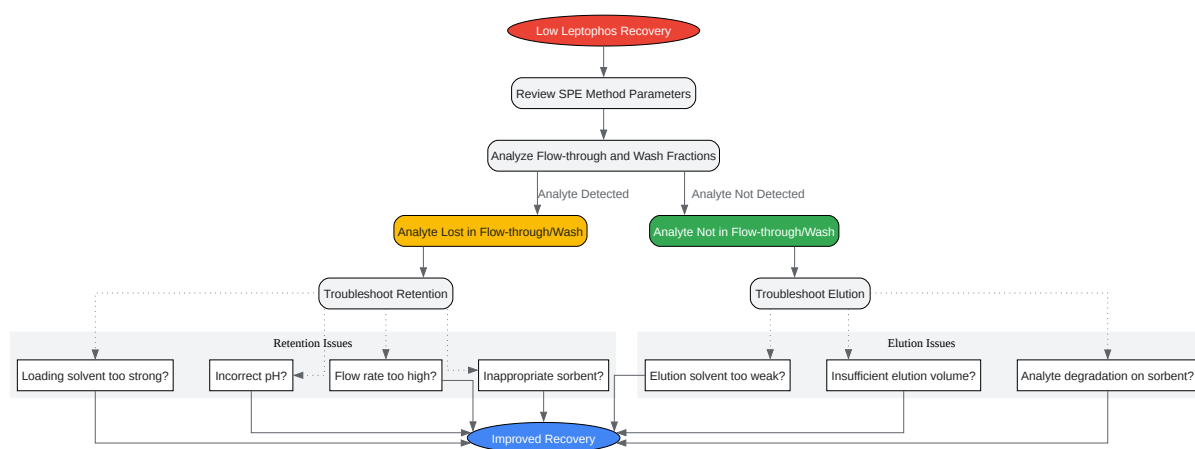 Low Leptophos Recovery
Review SPE Method Parameters
Analyze Flow-through and Wash Fractions
Analyte Detected
Analyte Not Detected
Analyte Lost in Flow-through/Wash
Analyte Not in Flow-through/Wash
Troubleshoot Retention
Troubleshoot Elution
Retention Issues
Elution Issues
Loading solvent too strong?
Incorrect pH?
Flow rate too high?
Inappropriate sorbent?
Elution solvent too weak?
Insufficient elution volume?
Analyte degradation on sorbent?
Improved Recovery